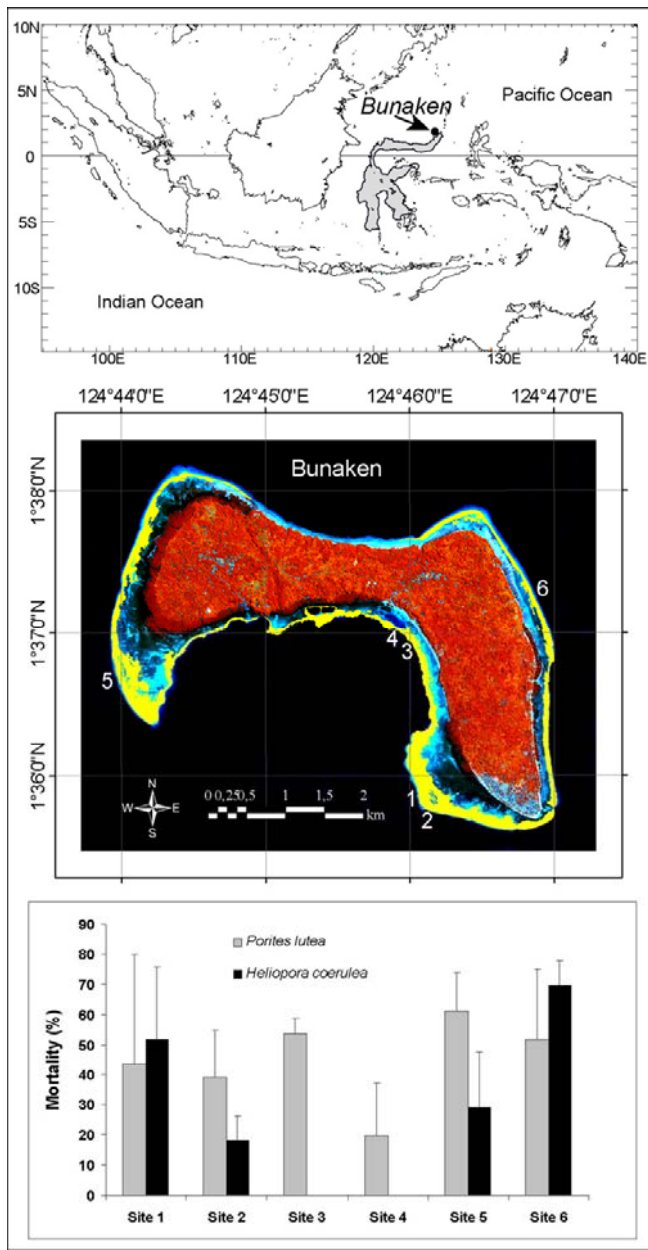 10N
5N
0
5S
10S
Pacific Ocean
Bunaken
Indian Ocean
100E 110E 120E 130E 140E
124°44'0"E 124°45'0"E 124°46'0"E 124°47'0"E
1°38'0"N
1°37'0"N
1°36'0"N
Bunaken
6
4
3
5
1
2
N
W E
S
0 0,25 0,5 1 1,5 2
km
Mortality (%)
90
80
70
60
50
40
30
20
10
0
Porites lutea
Heliopora coerulea
Site 1 Site 2 Site 3 Site 4 Site 5 Site 6